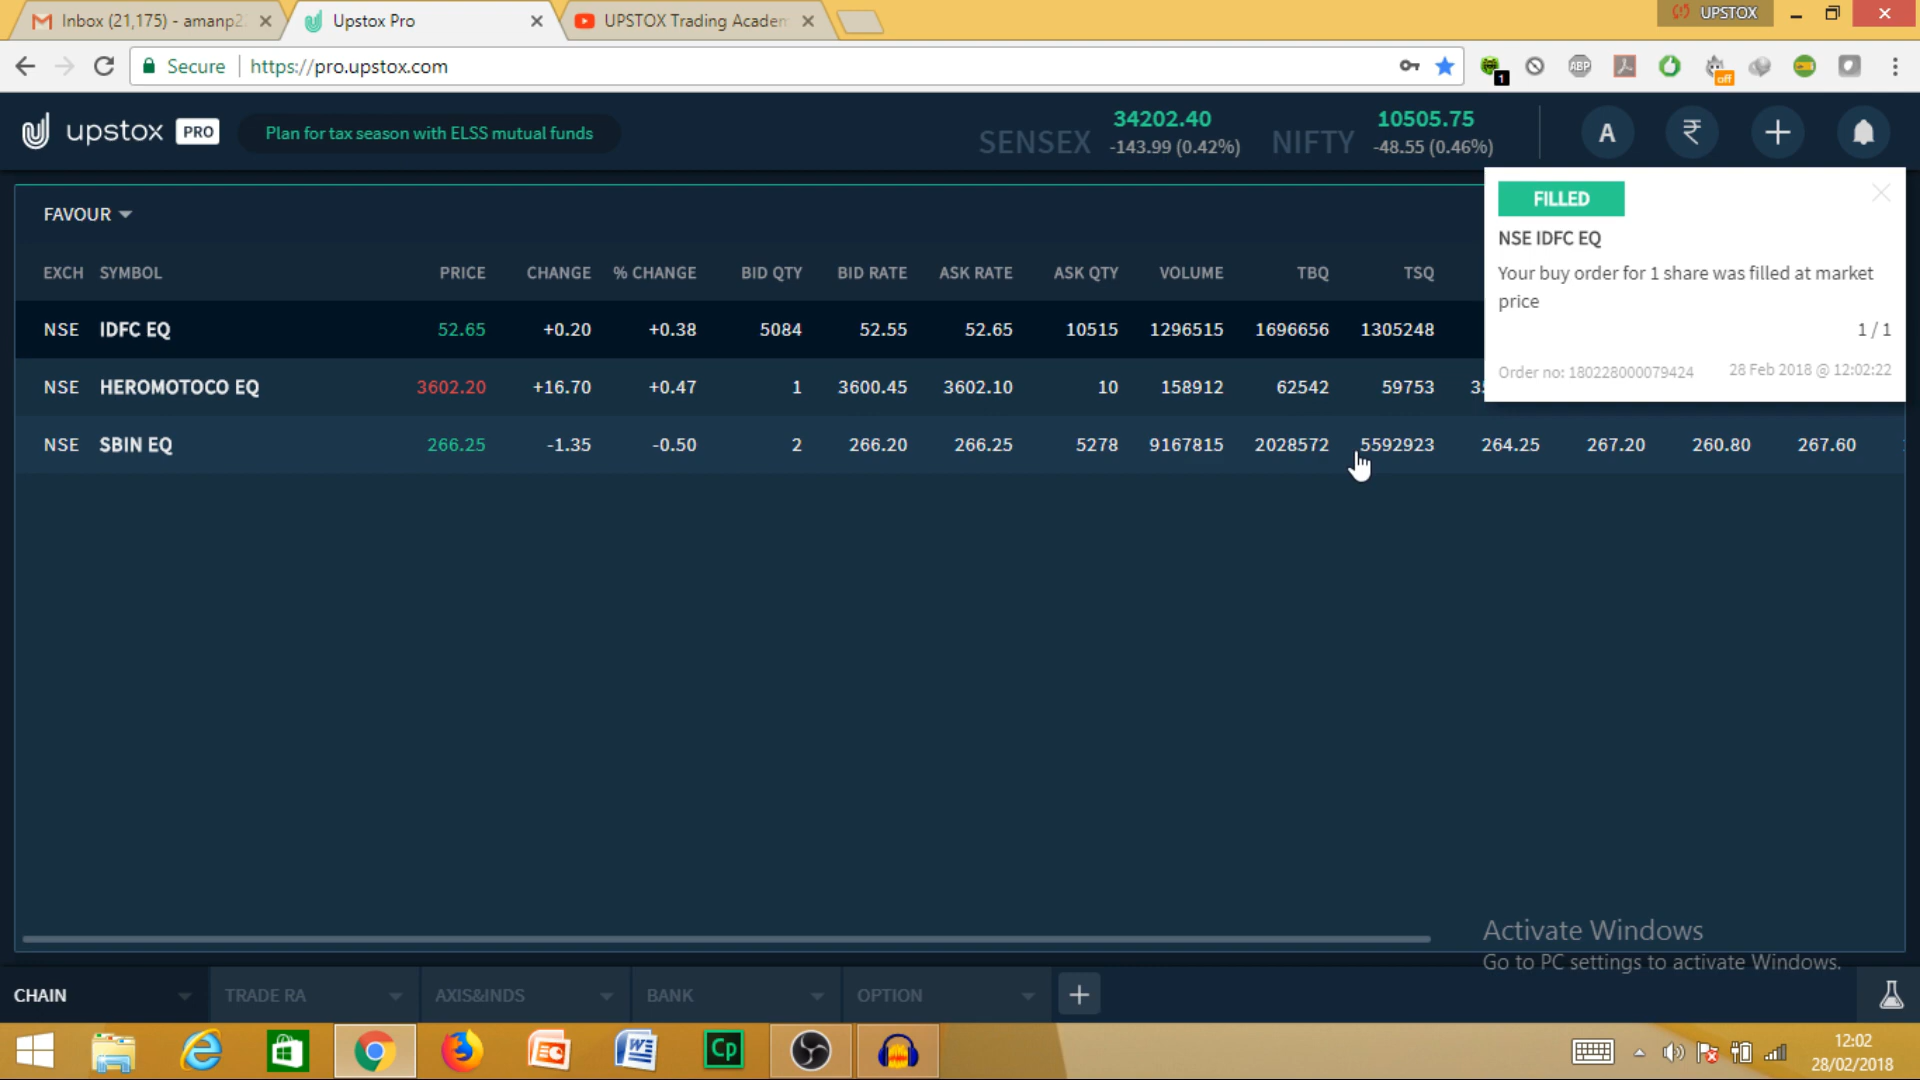 Inbox (21,175) - amanp2
Upstox Pro
UPSTOX Trading Academ
UPSTOX
Secure
https://pro.upstox.com
1
ABP
off
upstox PRO
Plan for tax season with ELSS mutual funds
SENSEX 34202.40
-143.99 (0.42%)
NIFTY 10505.75
-48.55 (0.46%)
A ₹ +
FAVOUR
EXCH SYMBOL PRICE CHANGE % CHANGE BID QTY BID RATE ASK RATE ASK QTY VOLUME TBQ TSQ
NSE IDFC EQ 52.65 +0.20 +0.38 5084 52.55 52.65 10515 1296515 1696656 1305248
NSE HEROMOTOCO EQ 3602.20 +16.70 +0.47 1 3600.45 3602.10 10 158912 62542 59753
NSE SBIN EQ 266.25 -1.35 -0.50 2 266.20 266.25 5278 9167815 2028572 5592923 264.25 267.20 260.80 267.60
FILLED
NSE IDFC EQ
Your buy order for 1 share was filled at market
price
1 / 1
Order no: 180228000079424 28 Feb 2018 @ 12:02:22
Activate Windows
Go to PC settings to activate Windows.
CHAIN TRADE RA AXIS&INDS BANK OPTION +
Cp
12:02
28/02/2018